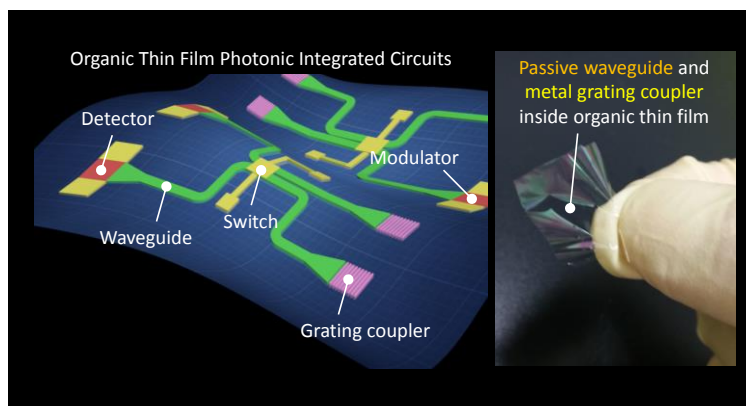 Organic Thin Film Photonic Integrated Circuits
Detector
Modulator
Switch
Waveguide
Grating coupler
Passive waveguide and
metal grating coupler
inside organic thin film